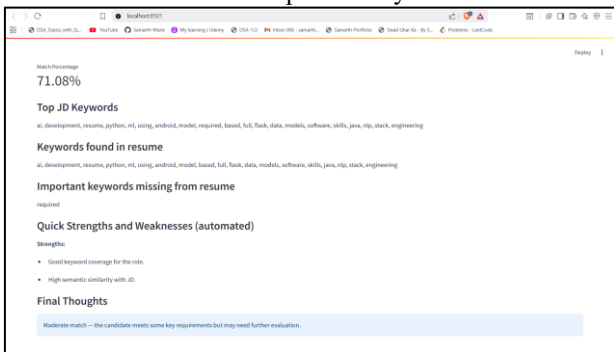 localhost:8501
DSA_Topics_with_Q... YouTube Samarth-Mane My learning | Udemy DSA-1.0 Inbox (48) - samarth... Samarth-Portfolio Swad Ghar Ka - By S... Problems - LeetCode
Deploy
Match Percentage
71.08%
Top JD Keywords
ai, development, resume, python, ml, using, android, model, required, based, full, flask, data, models, software, skills, java, nlp, stack, engineering
Keywords found in resume
ai, development, resume, python, ml, using, android, model, based, full, flask, data, models, software, skills, java, nlp, stack, engineering
Important keywords missing from resume
required
Quick Strengths and Weaknesses (automated)
Strengths:
• Good keyword coverage for the role.
• High semantic similarity with JD.
Final Thoughts
Moderate match — the candidate meets some key requirements but may need further evaluation.